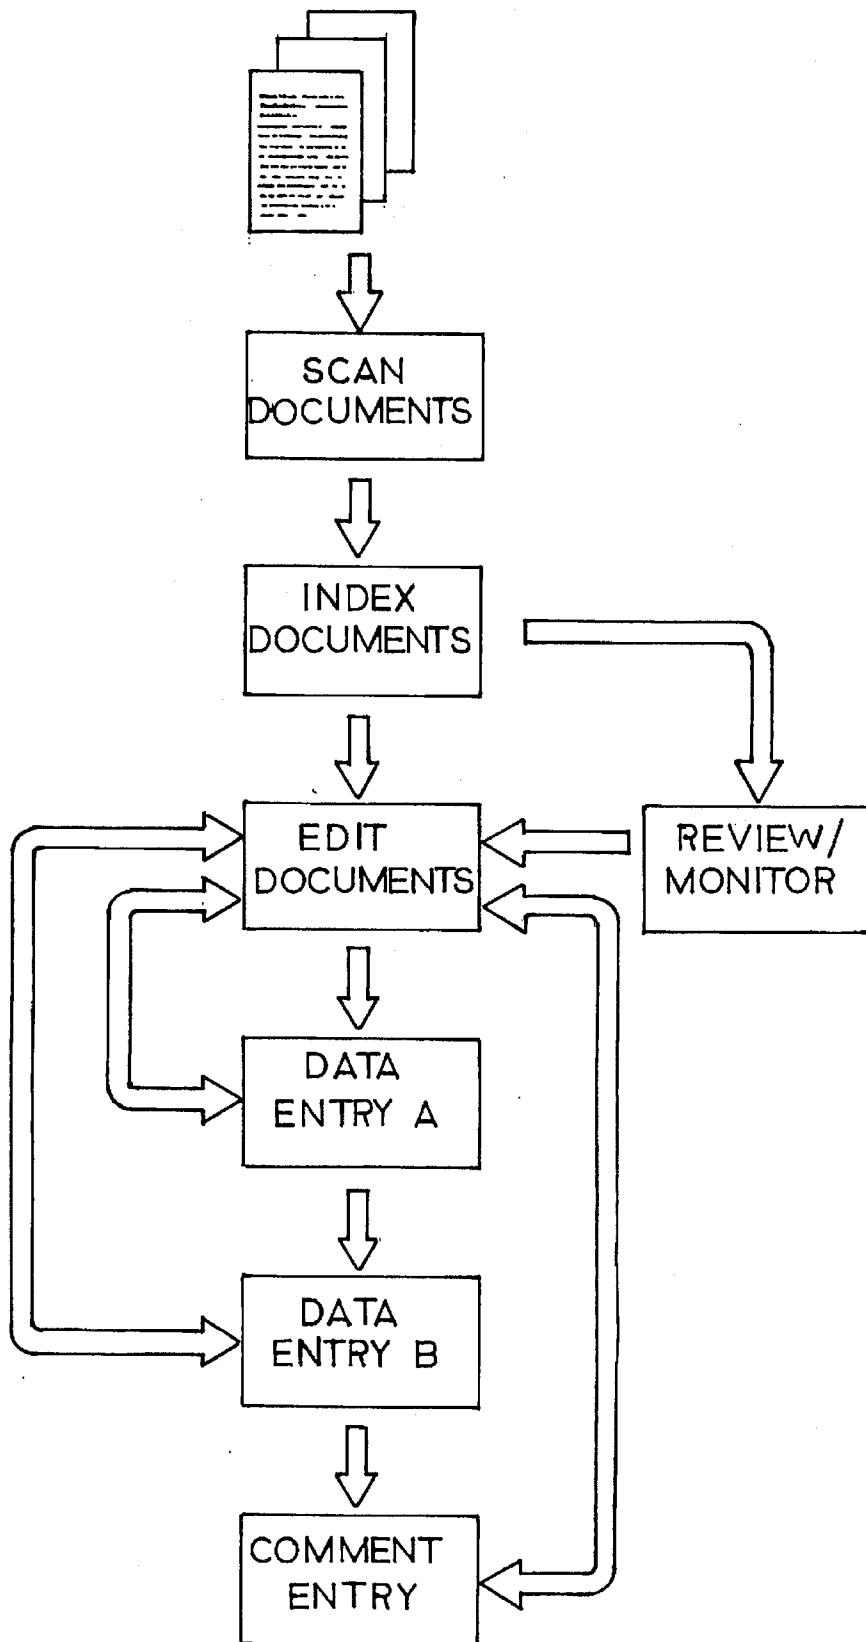 SCAN
DOCUMENTS
INDEX
DOCUMENTS
EDIT
DOCUMENTS
REVIEW/
MONITOR
DATA
ENTRY A
DATA
ENTRY B
COMMENT
ENTRY